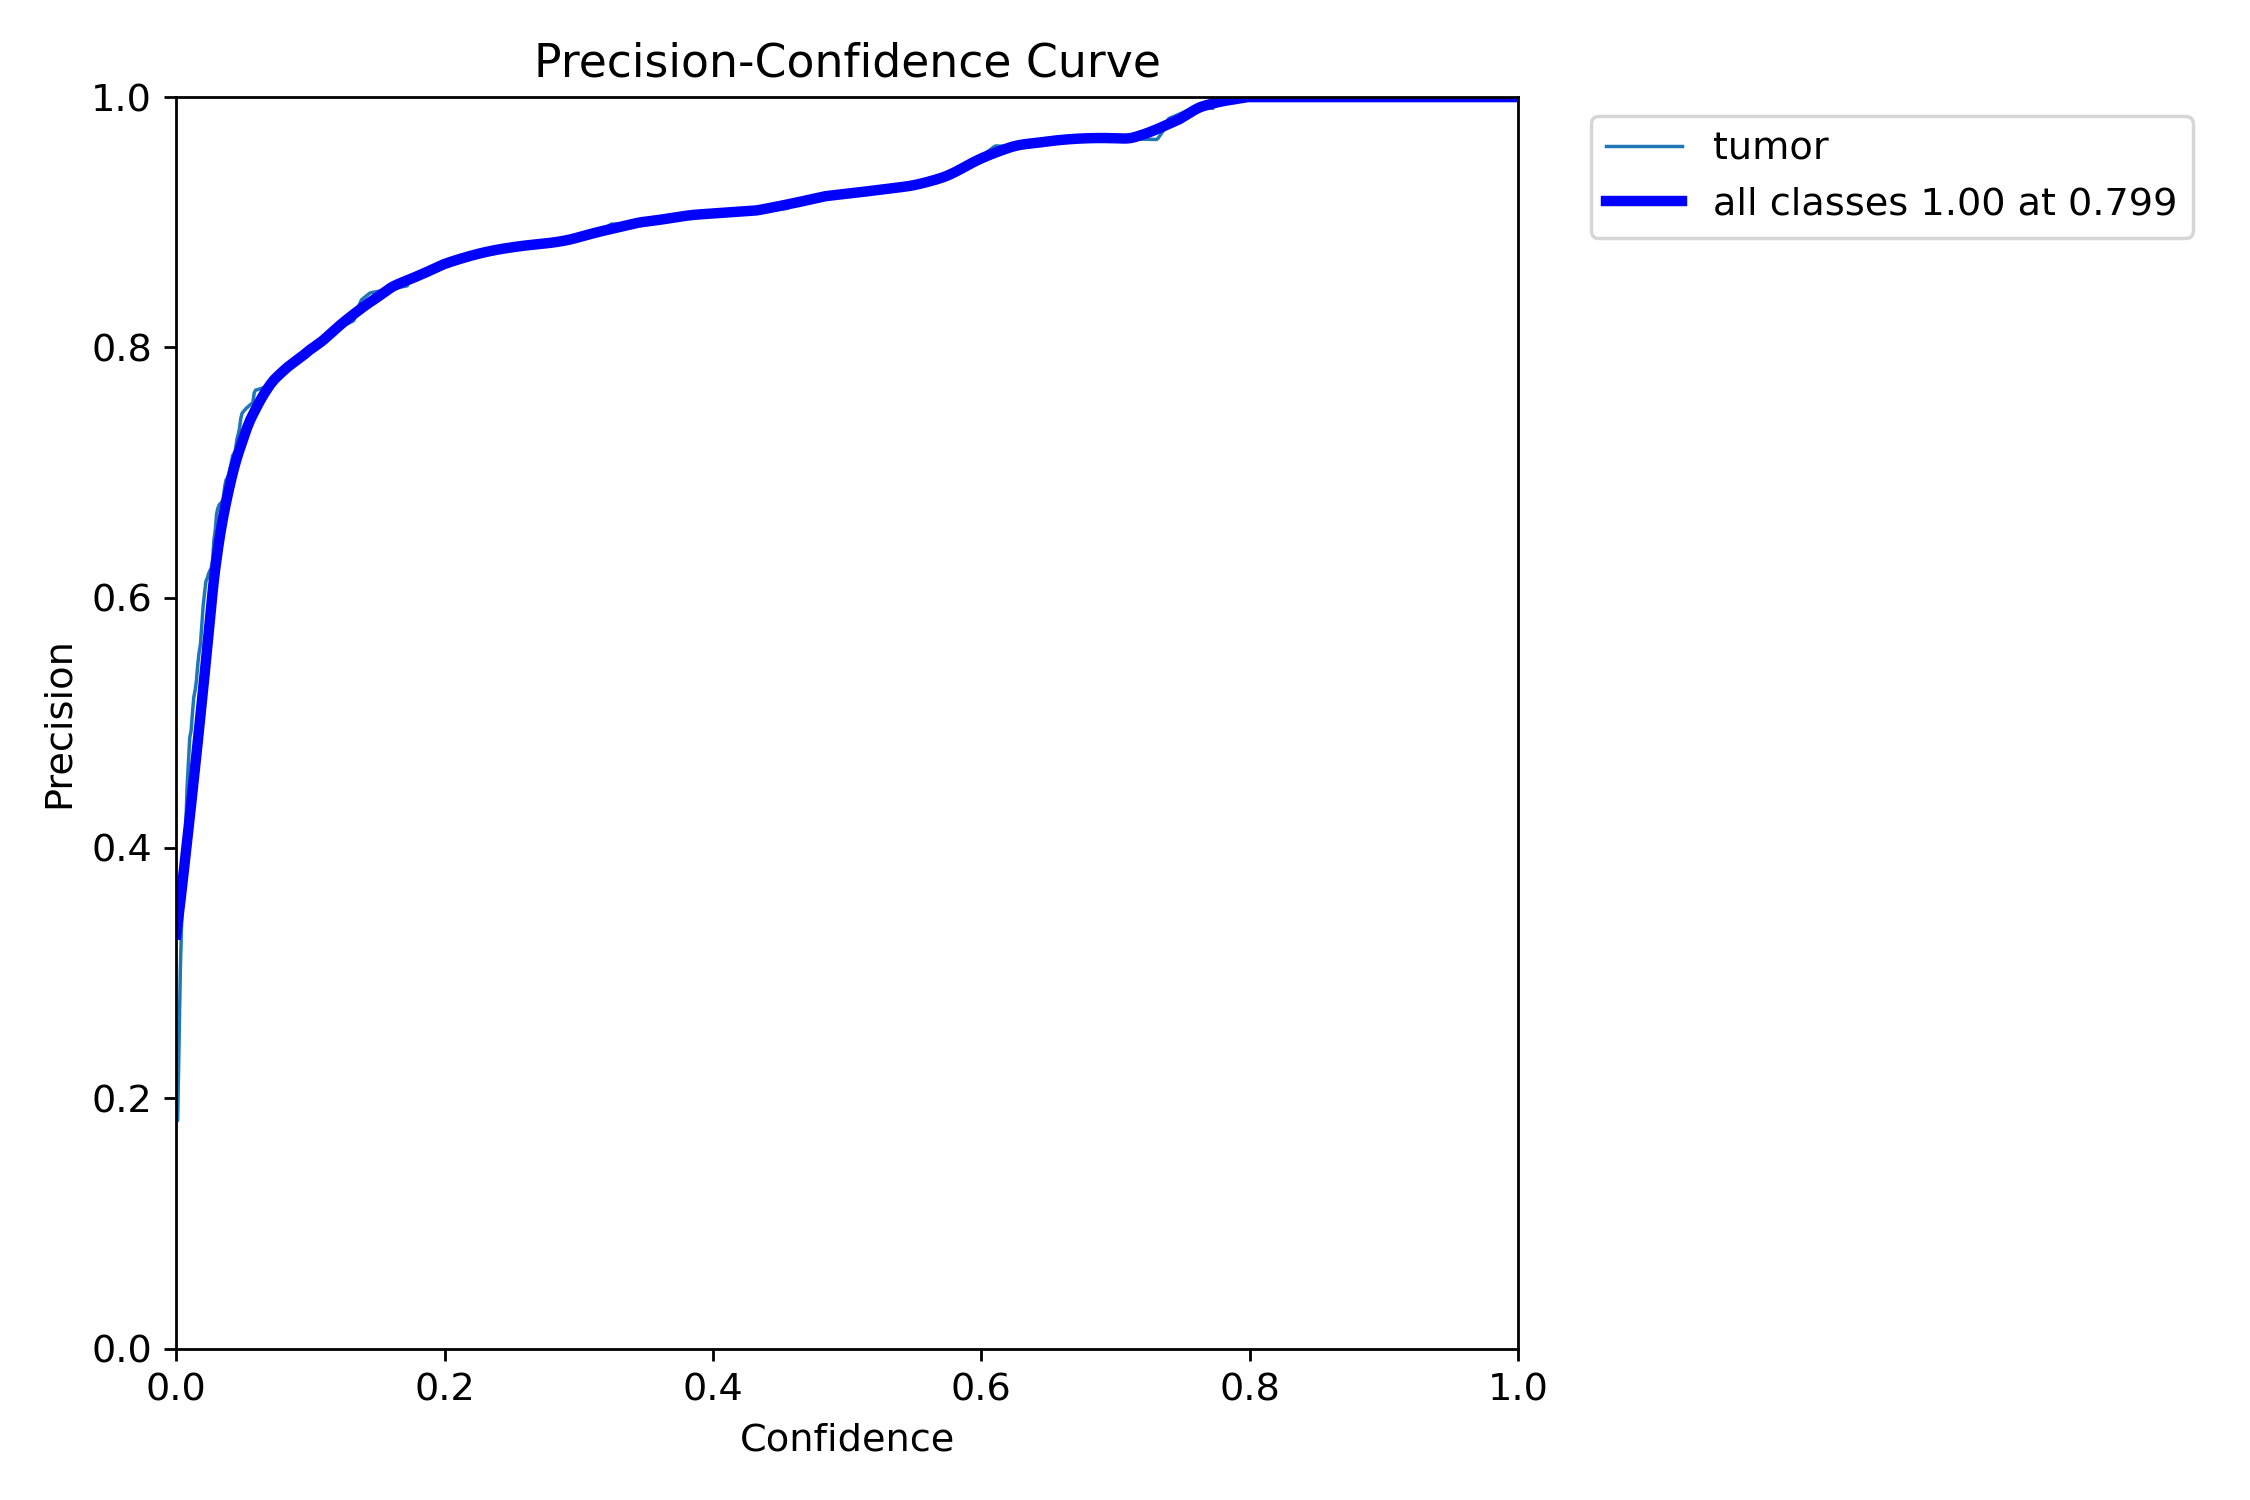 Precision-Confidence Curve
1.0
0.8
0.6
0.4
0.2
0.0
Precision
0.0 0.2 0.4 0.6 0.8 1.0
Confidence
tumor
all classes 1.00 at 0.799